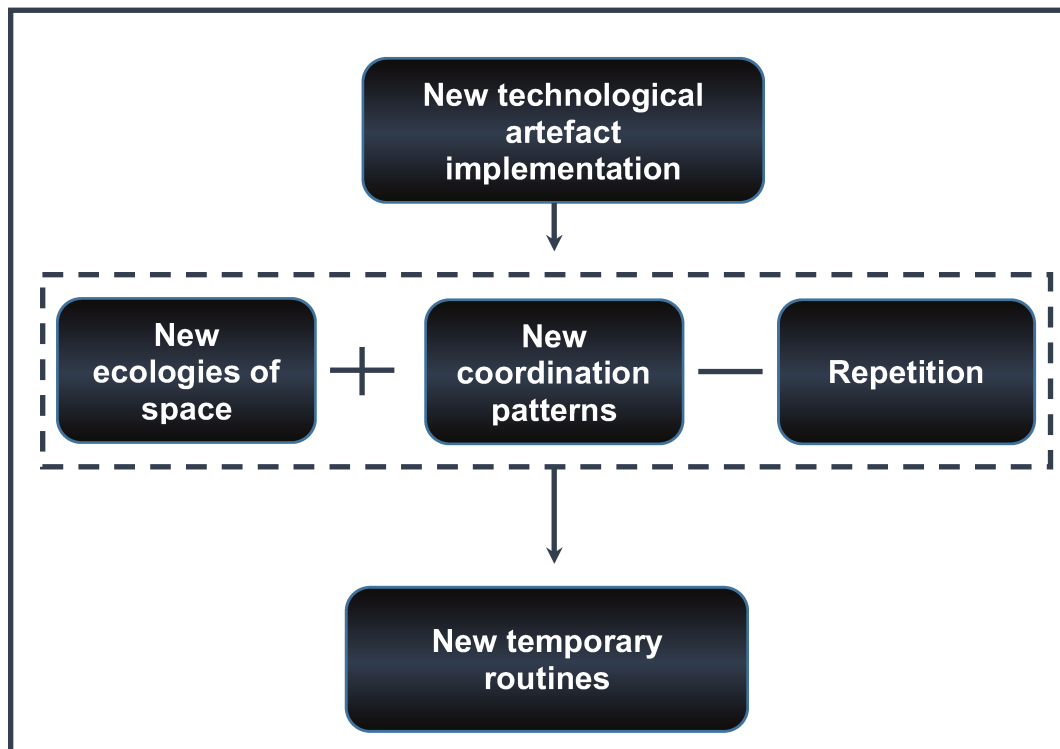 New technological
artefact
implementation
New
ecologies of
space
New
coordination
patterns
Repetition
New temporary
routines